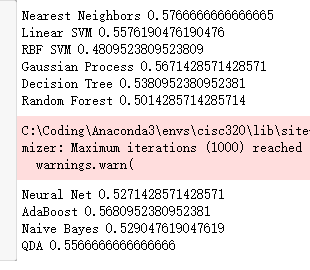 Nearest Neighbors 0.5766666666666665
Linear SVM 0.5576190476190476
RBF SVM 0.4809523809523809
Gaussian Process 0.5671428571428571
Decision Tree 0.5380952380952381
Random Forest 0.5014285714285714
C:\Coding\Anaconda3\envs\cisc320\lib\site
mizer: Maximum iterations (1000) reached
warnings.warn(
Neural Net 0.5271428571428571
AdaBoost 0.5680952380952381
Naive Bayes 0.529047619047619
QDA 0.5566666666666666